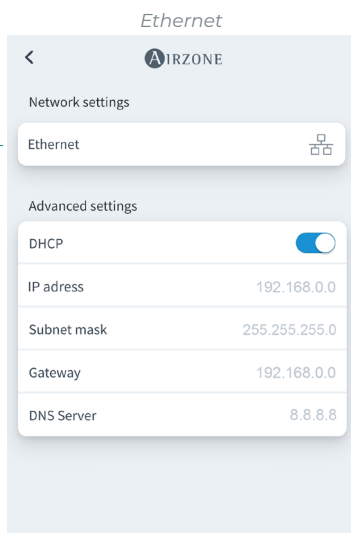 Ethernet
AIRZONE
Network settings
Ethernet
Advanced settings
DHCP
IP adress 192.168.0.0
Subnet mask 255.255.255.0
Gateway 192.168.0.0
DNS Server 8.8.8.8